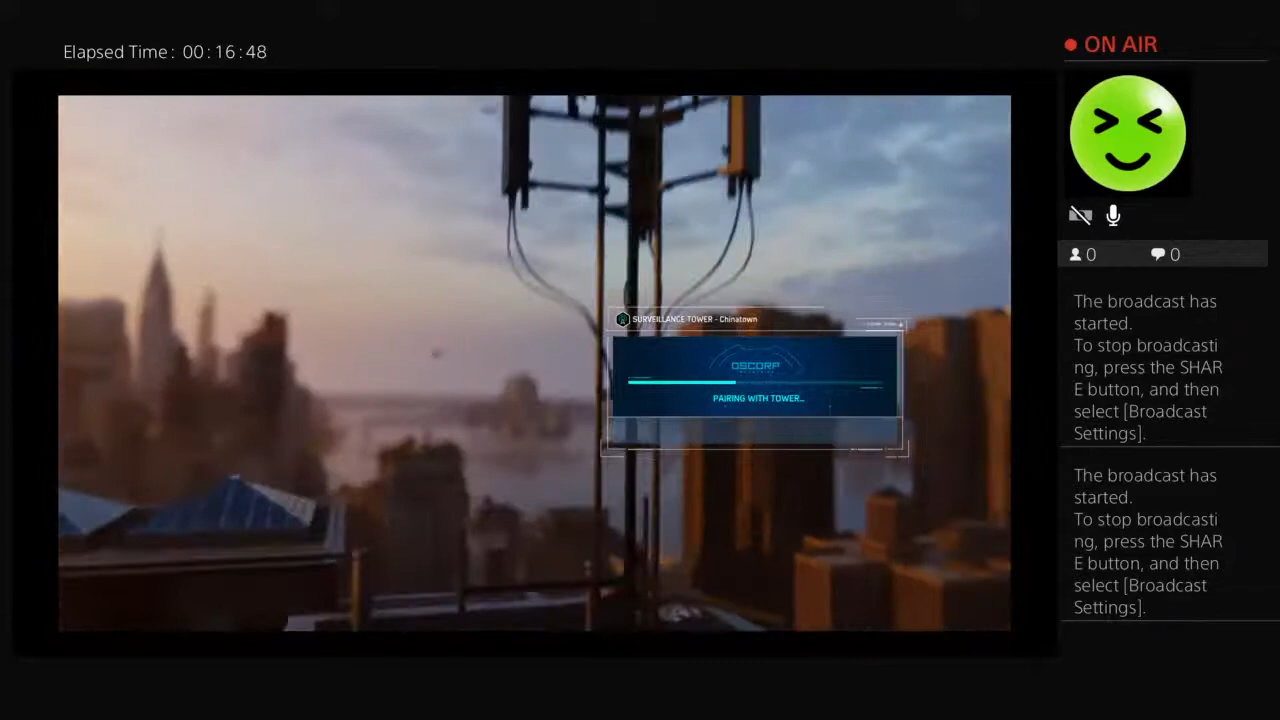 Elapsed Time: 00:16:48
ON AIR
0 0
SURVEILLANCE TOWER - Chinatown
OSCORP
PAIRING WITH TOWER...
The broadcast has
started.
To stop broadcasti
ng, press the SHAR
E button, and then
select [Broadcast
Settings].
The broadcast has
started.
To stop broadcasti
ng, press the SHAR
E button, and then
select [Broadcast
Settings].